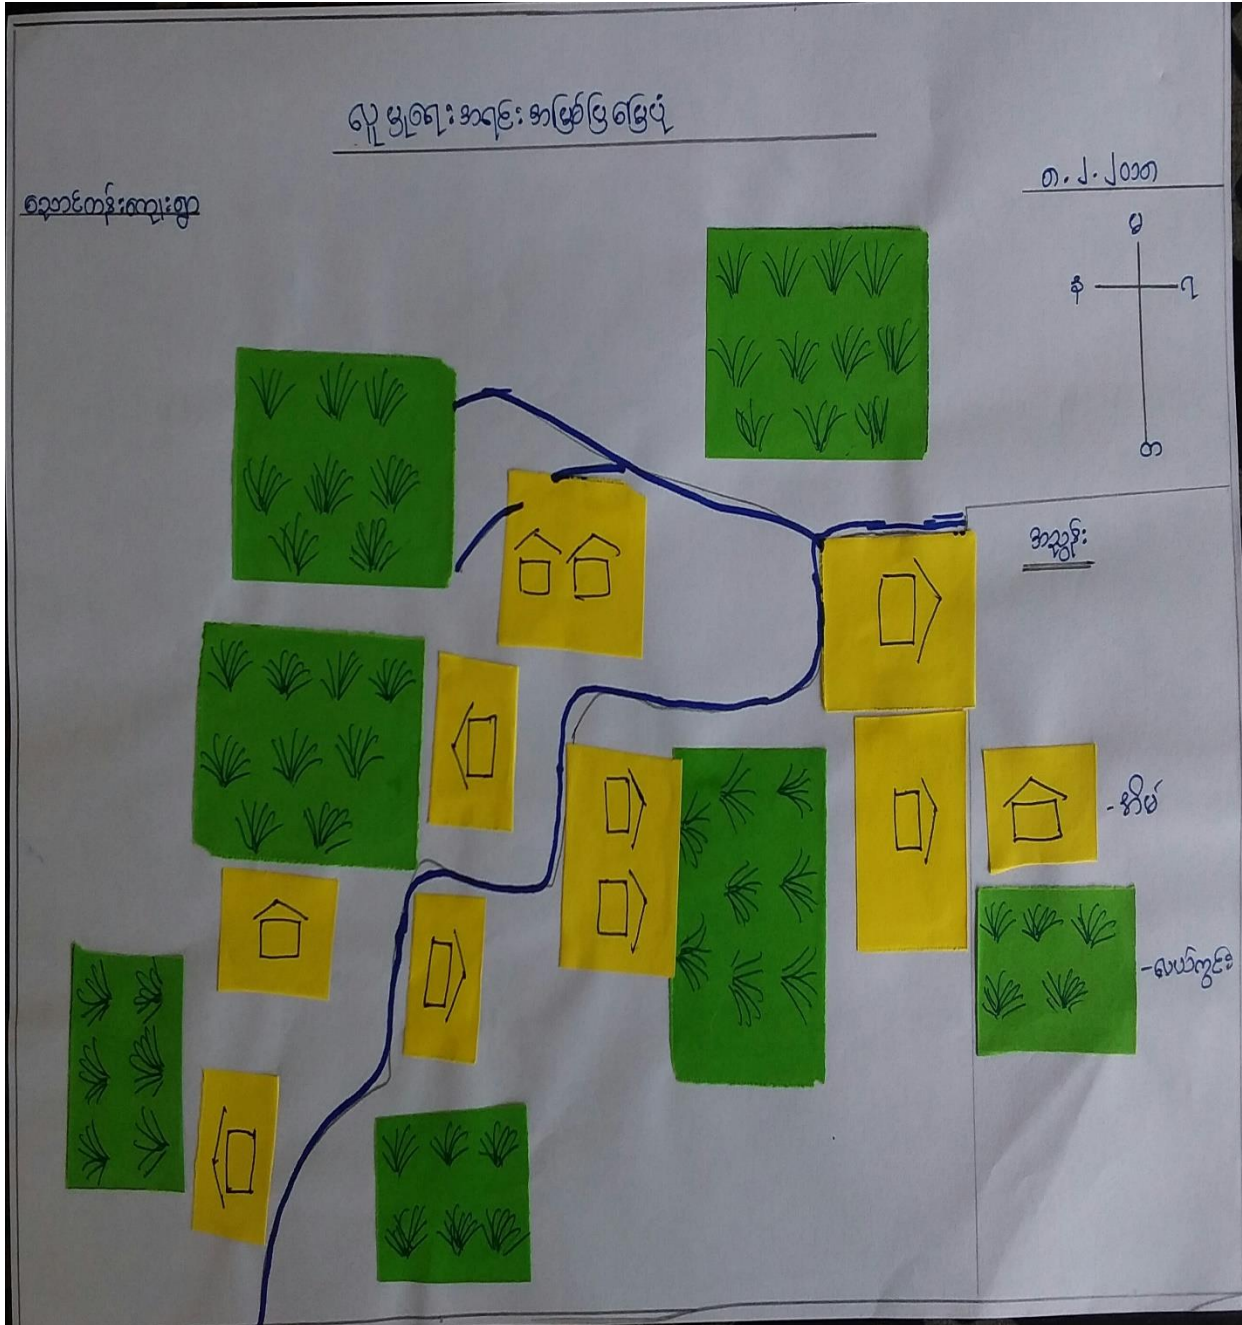 လူမှုရေးအရင်းအမြစ်ပြမြေပုံ
ညောင်ကုန်းကျေးရွာ
၈.၂.၂၀၁၈
မ
နံ
ရ
တ
အညွှန်း
-အိမ်
-လယ်ကွင်း